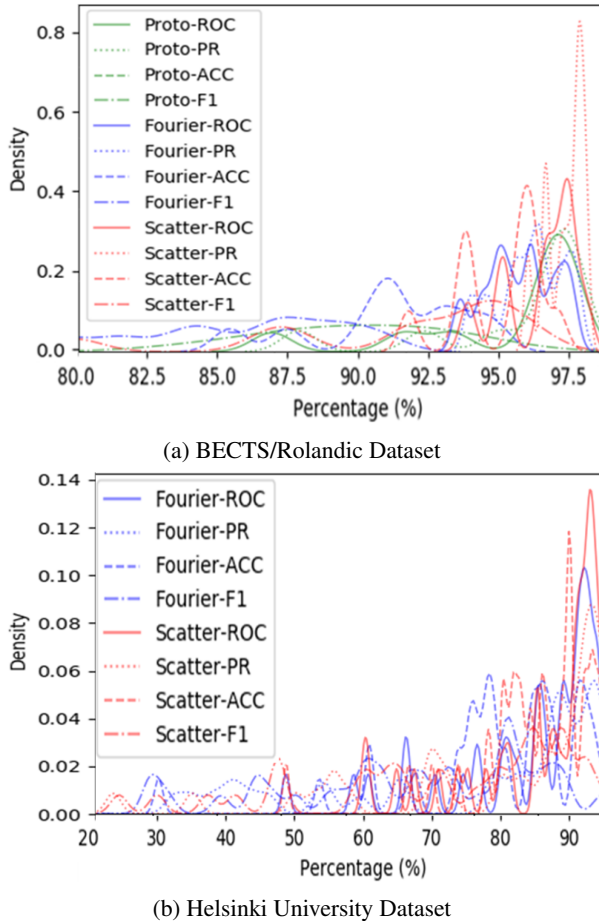 0.8
0.6
0.4
0.2
0.0
Density
Proto-ROC
Proto-PR
Proto-ACC
Proto-F1
Fourier-ROC
Fourier-PR
Fourier-ACC
Fourier-F1
Scatter-ROC
Scatter-PR
Scatter-ACC
Scatter-F1
80.0 82.5 85.0 87.5 90.0 92.5 95.0 97.5
Percentage (%)
(a) BECTS/Rolandic Dataset
0.14
0.12
0.10
0.08
0.06
0.04
0.02
0.00
Density
Fourier-ROC
Fourier-PR
Fourier-ACC
Fourier-F1
Scatter-ROC
Scatter-PR
Scatter-ACC
Scatter-F1
20 30 40 50 60 70 80 90
Percentage (%)
(b) Helsinki University Dataset